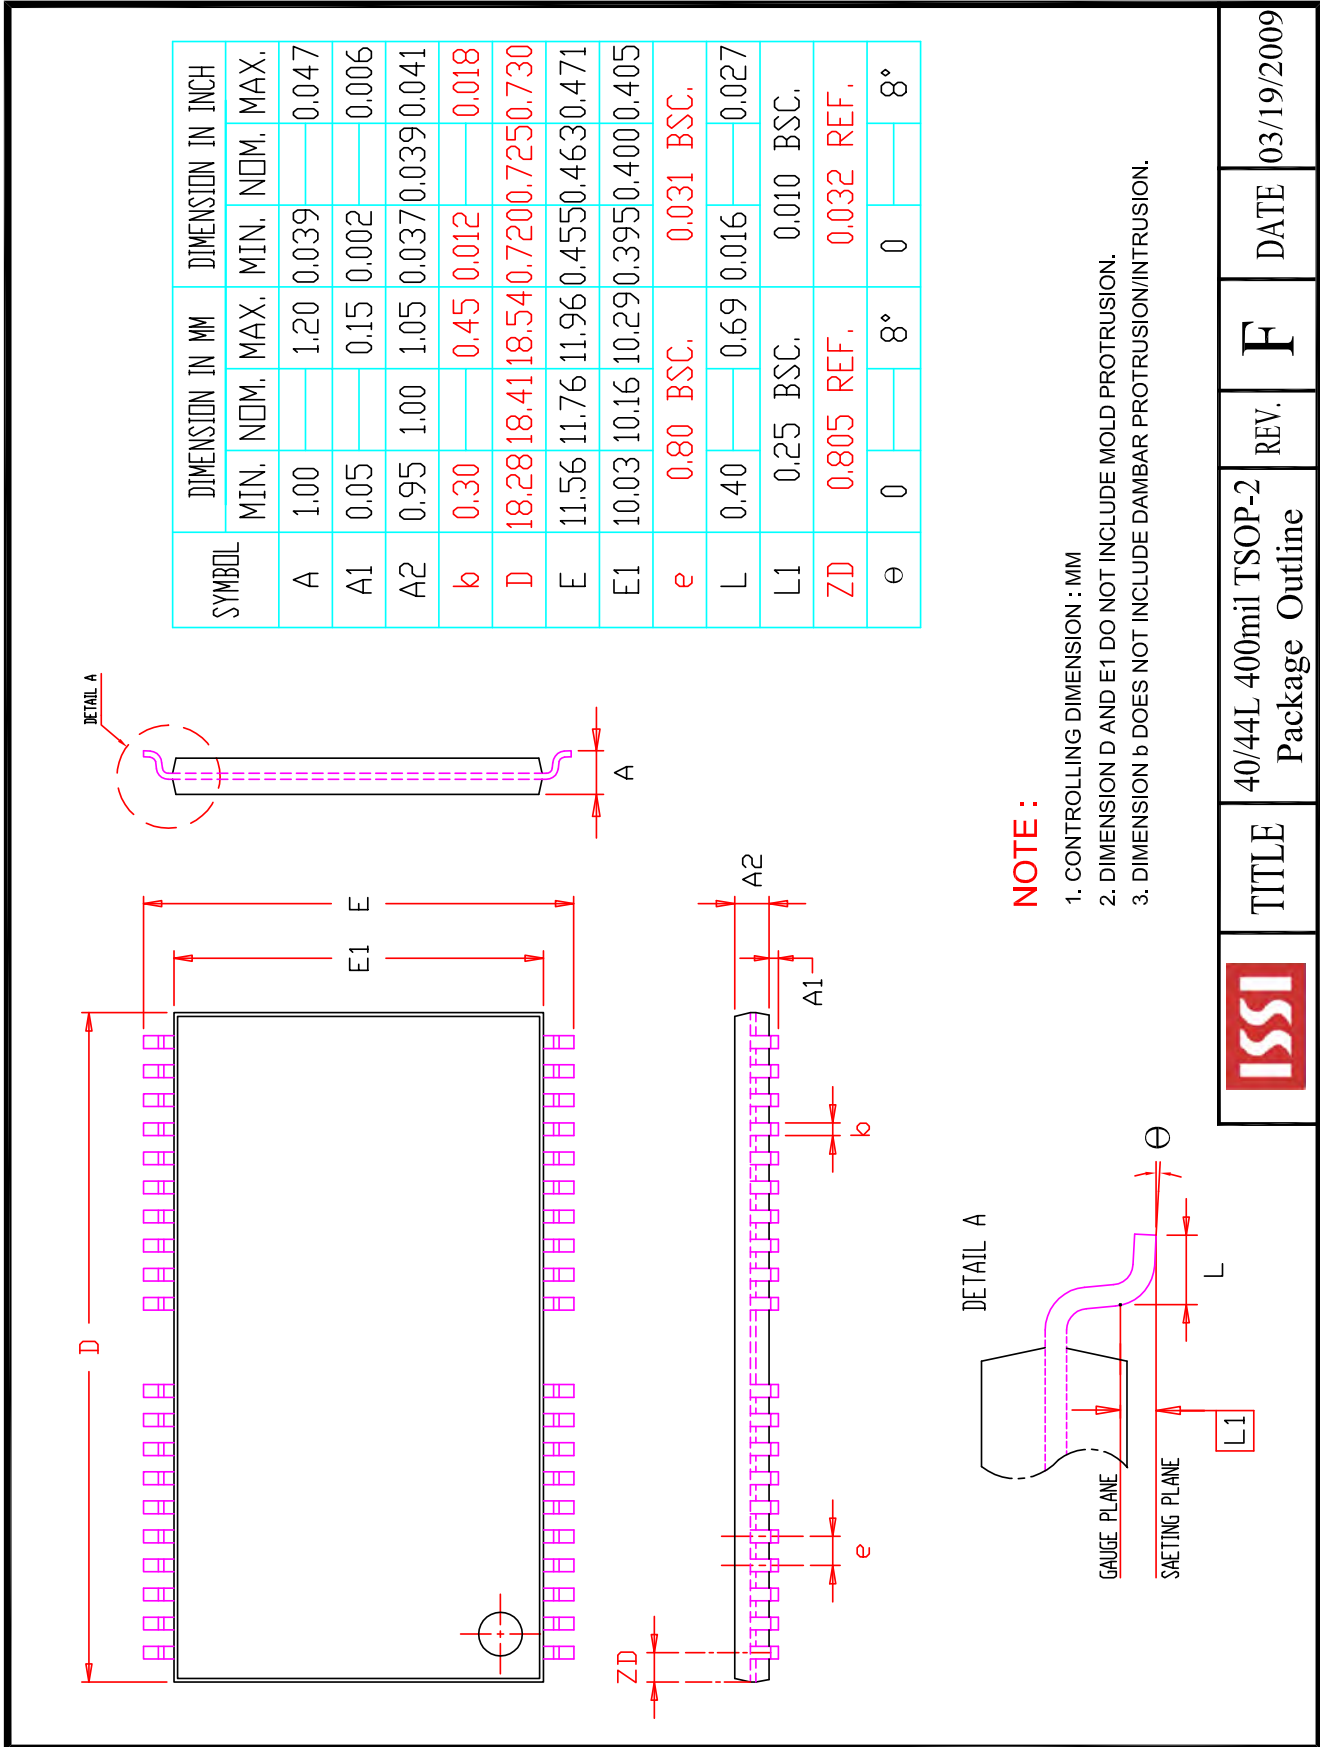 DETAIL A
D
E
E1
A
ZD
e
b
A1
A2
SYMBOL DIMENSION IN MM DIMENSION IN INCH
MIN. NOM. MAX. MIN. NOM. MAX.
A 1.00 1.20 0.039 0.047
A1 0.05 0.15 0.002 0.006
A2 0.95 1.00 1.05 0.037 0.039 0.041
b 0.30 0.45 0.012 0.018
D 18.28 18.41 18.54 0.720 0.725 0.730
E 11.56 11.76 11.96 0.455 0.463 0.471
E1 10.03 10.16 10.29 0.395 0.400 0.405
e 0.80 BSC. 0.031 BSC.
L 0.40 0.69 0.016 0.027
L1 0.25 BSC. 0.010 BSC.
ZD 0.805 REF. 0.032 REF.
Θ 0 8° 0 8°
DETAIL A
GAUGE PLANE
SAETING PLANE
L1
L
Θ
NOTE :
1. CONTROLLING DIMENSION : MM
2. DIMENSION D AND E1 DO NOT INCLUDE MOLD PROTRUSION.
3. DIMENSION b DOES NOT INCLUDE DAMBAR PROTRUSION/INTRUSION.
ISSI
TITLE
40/44L 400mil TSOP-2
Package Outline
REV.
F
DATE
03/19/2009